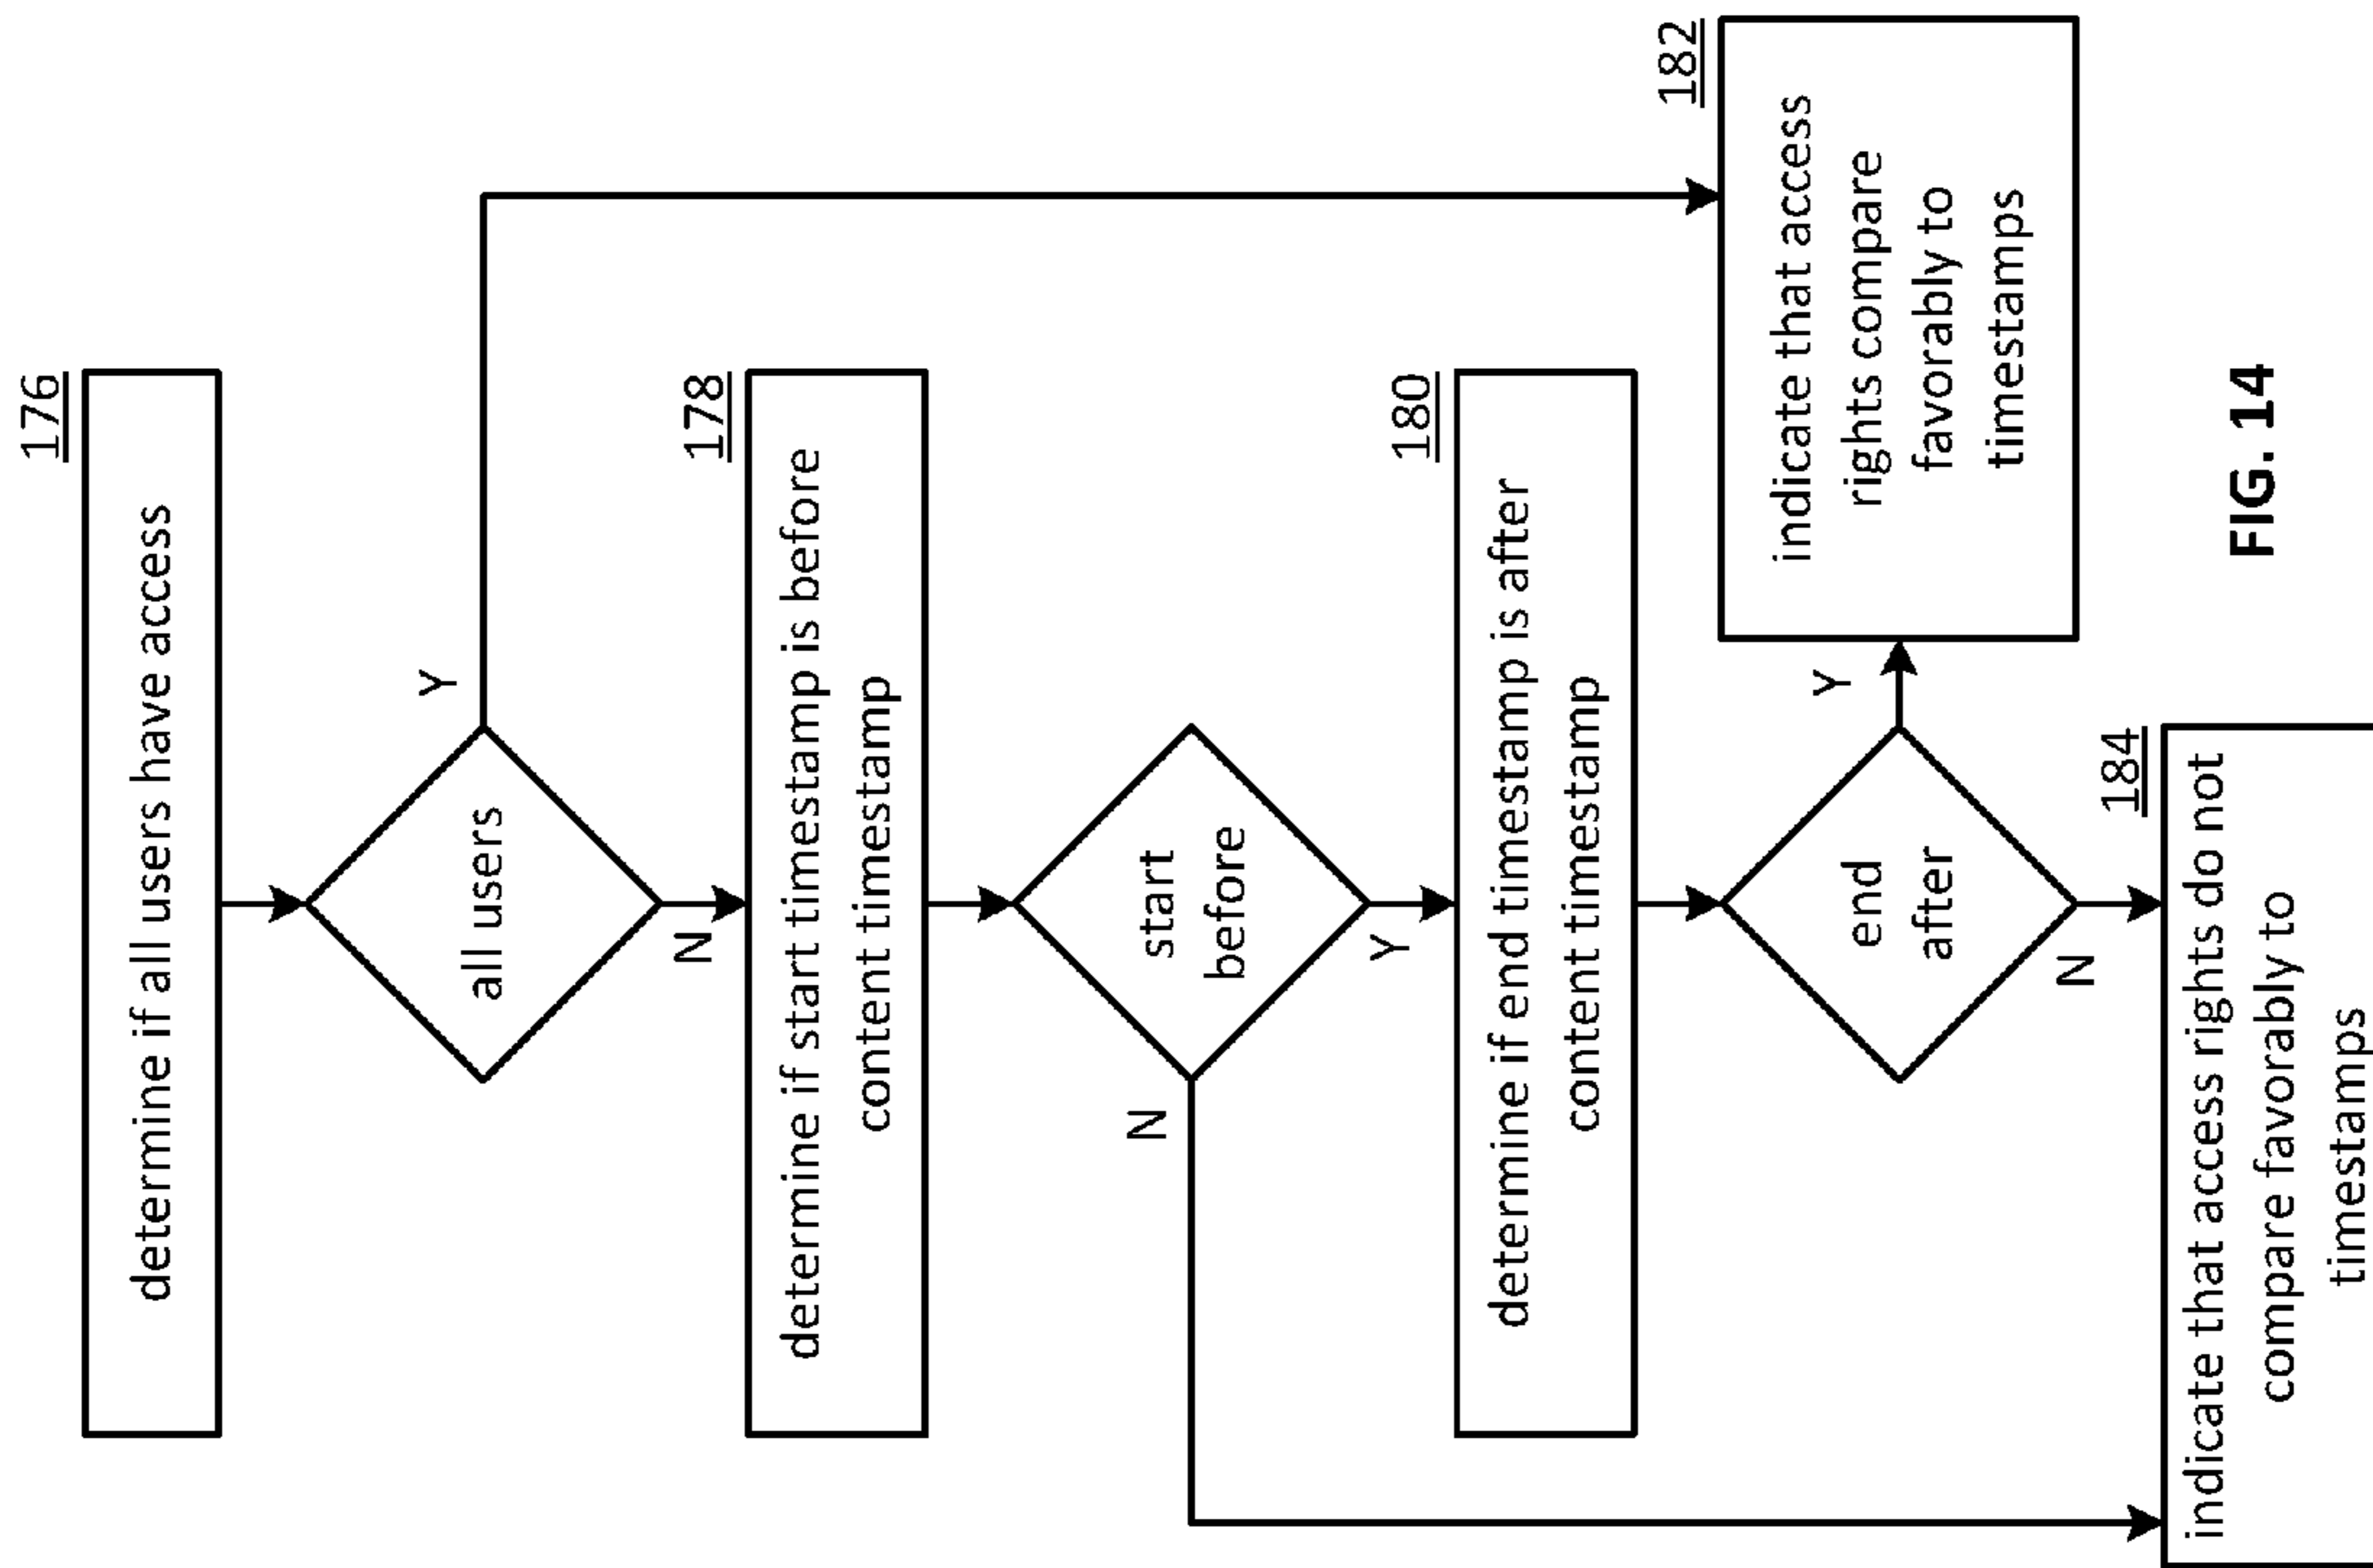 176
determine if all users have access
all users
Y
N
178
determine if start timestamp is before
content timestamp
start
before
N
Y
180
determine if end timestamp is after
content timestamp
end
after
Y
N
182
indicate that access
rights compare
favorably to
timestamps
184
indicate that access rights do not
compare favorably to
timestamps
FIG. 14